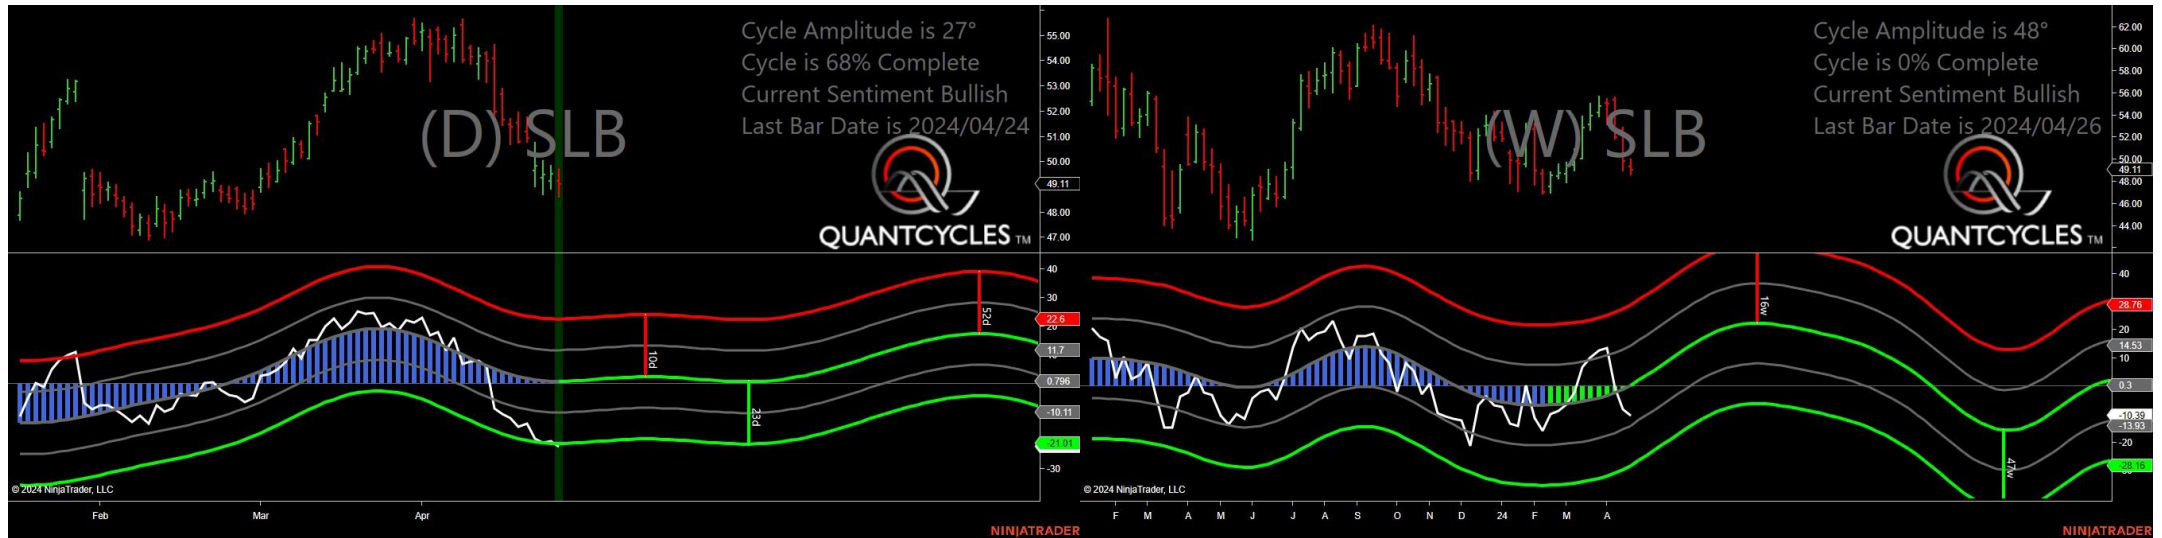 Cycle Amplitude is 27°
Cycle is 68% Complete
Current Sentiment Bullish
Last Bar Date is 2024/04/24
(D) SLB
QUANTCYCLES TM
55.00
54.00
53.00
52.00
51.00
50.00
49.11
48.00
47.00
40
30
22.6
20
11.7
0.796
-10.11
-21.01
-30
10d
23d
52d
© 2024 NinjaTrader, LLC
Feb Mar Apr
NINJATRADER
Cycle Amplitude is 48°
Cycle is 0% Complete
Current Sentiment Bullish
Last Bar Date is 2024/04/26
(W) SLB
QUANTCYCLES TM
62.00
60.00
58.00
56.00
54.00
52.00
50.00
49.11
48.00
46.00
44.00
40
28.76
20
14.53
10
0.3
-10.39
-13.93
-20
-28.16
16w
47w
© 2024 NinjaTrader, LLC
F M A M J J A S O N D 24 F M A
NINJATRADER